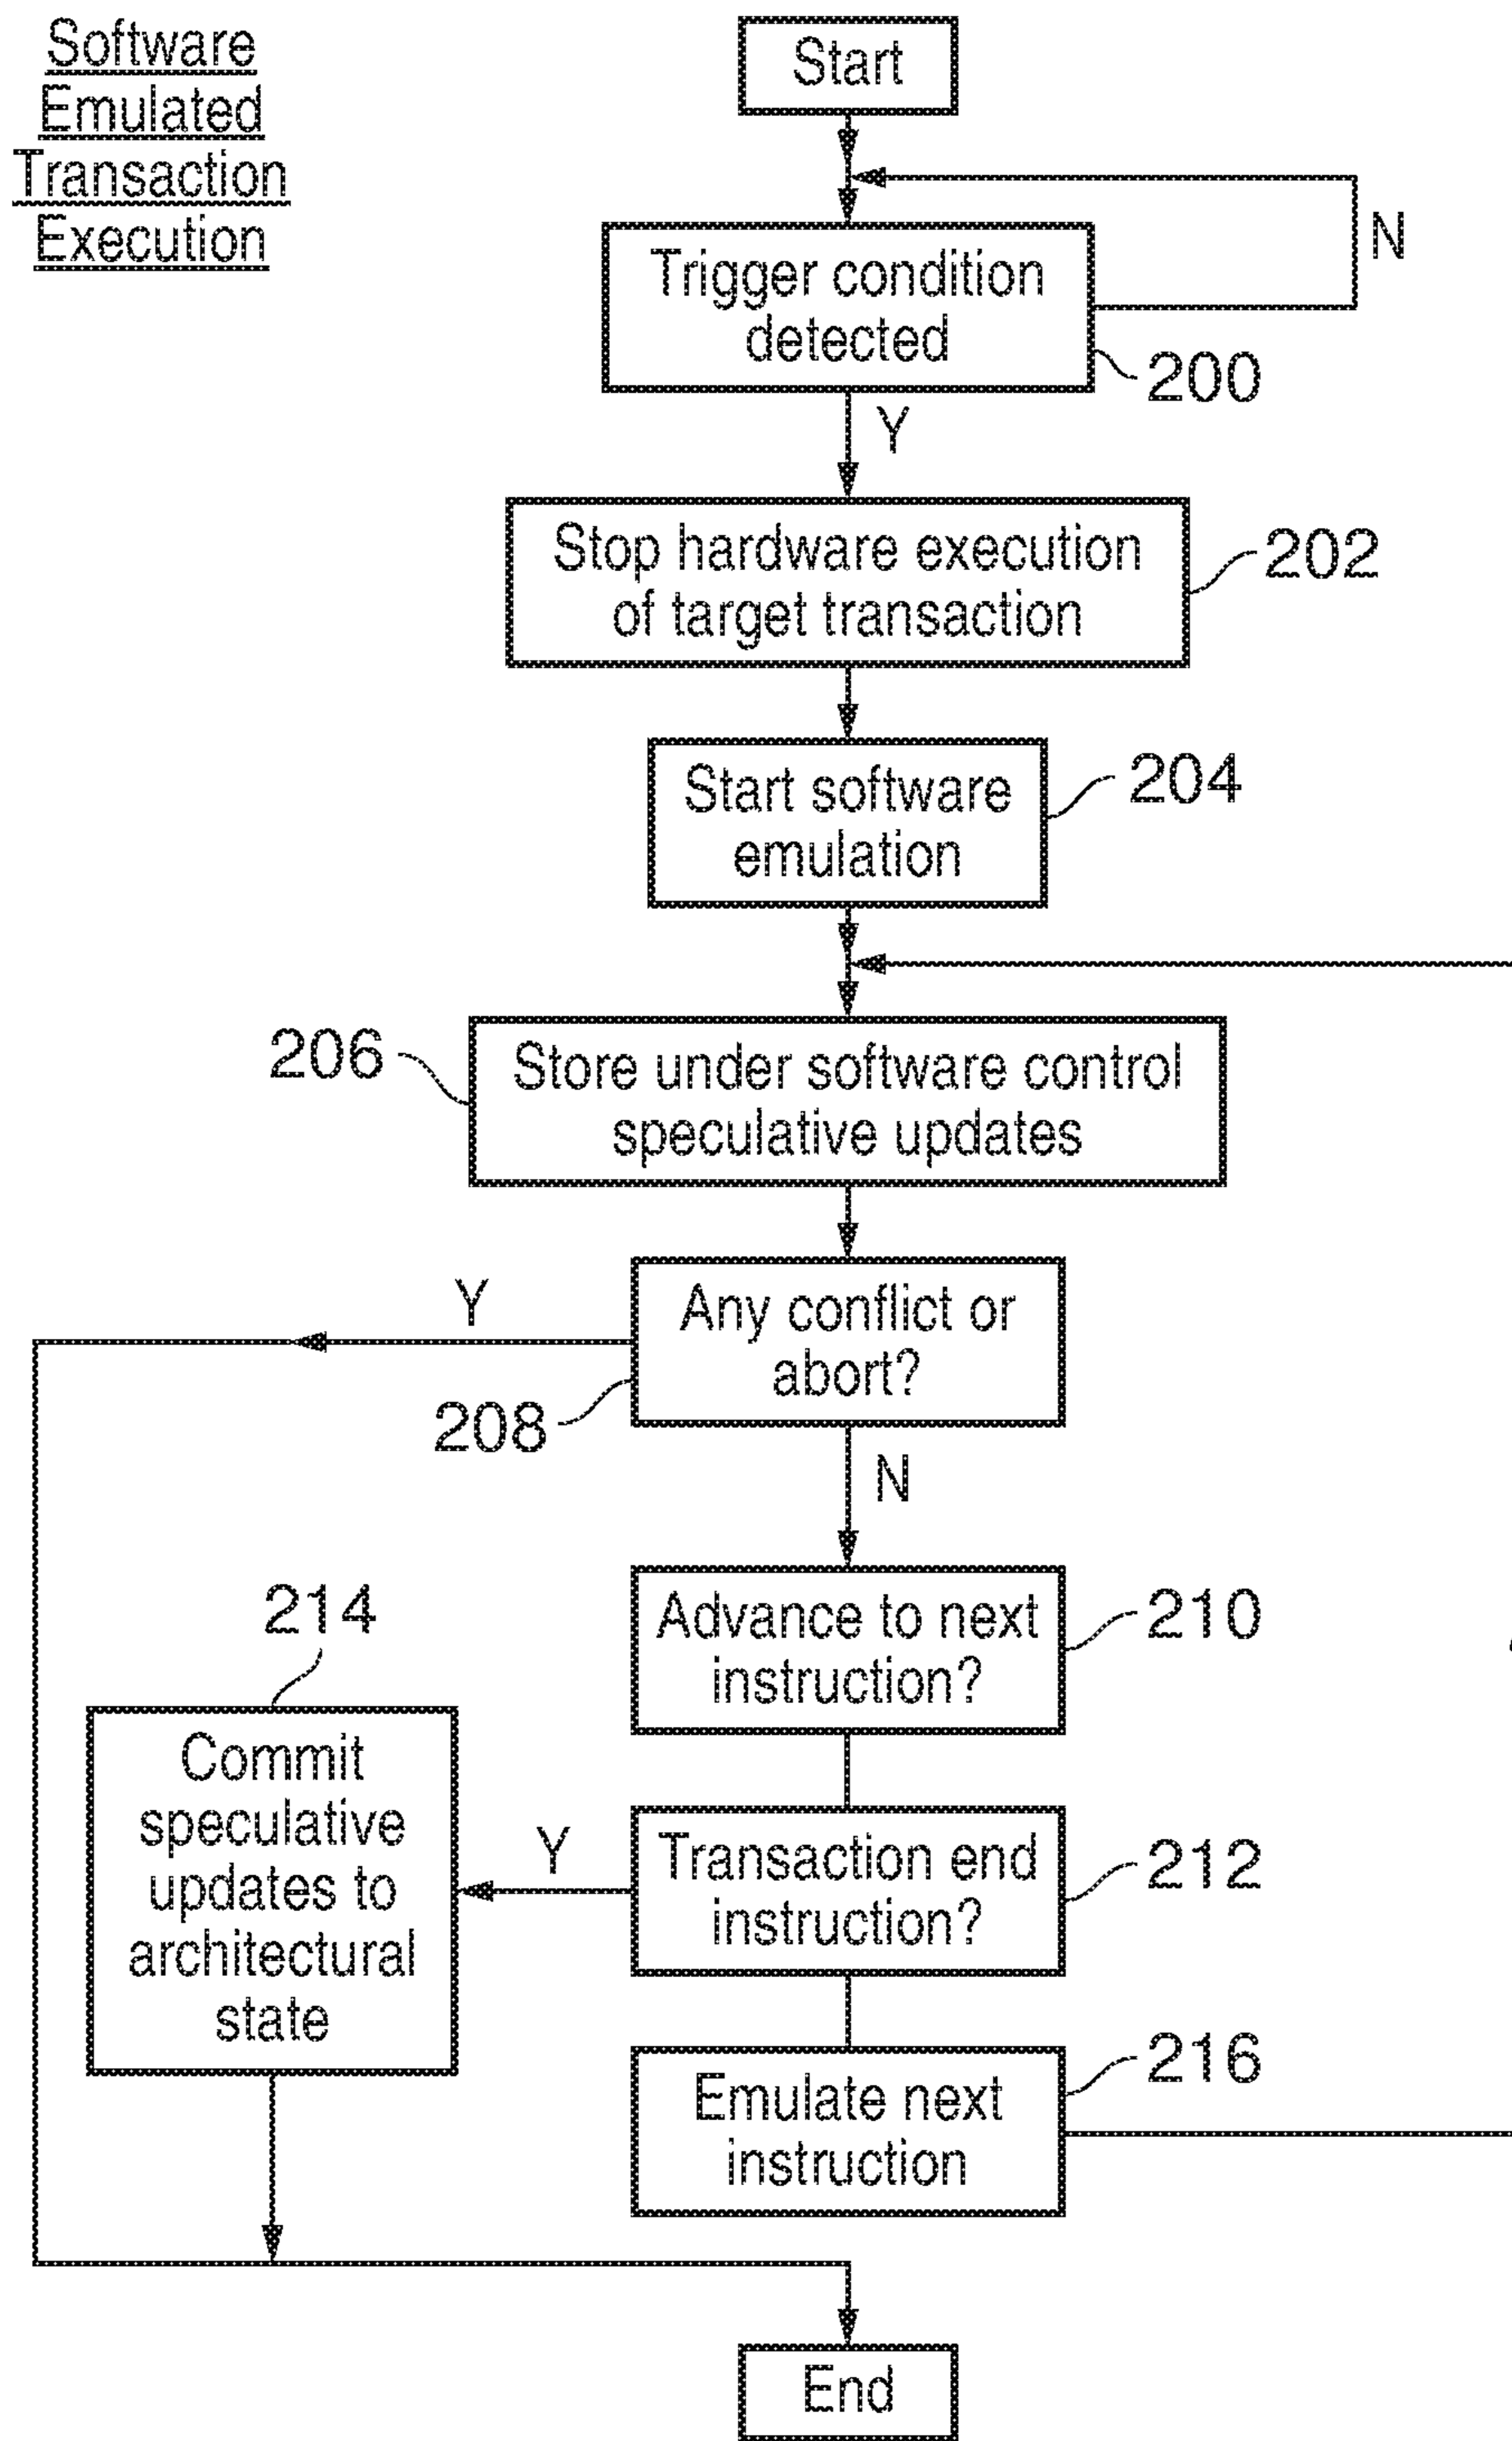 Software
Emulated
Transaction
Execution
Start
N
Trigger condition
detected
200
Y
Stop hardware execution
of target transaction
202
Start software
emulation
204
206
Store under software control
speculative updates
Y
Any conflict or
abort?
208
N
214
Advance to next
instruction?
210
Commit
speculative
updates to
architectural
state
Y
Transaction end
instruction?
212
Emulate next
instruction
216
End